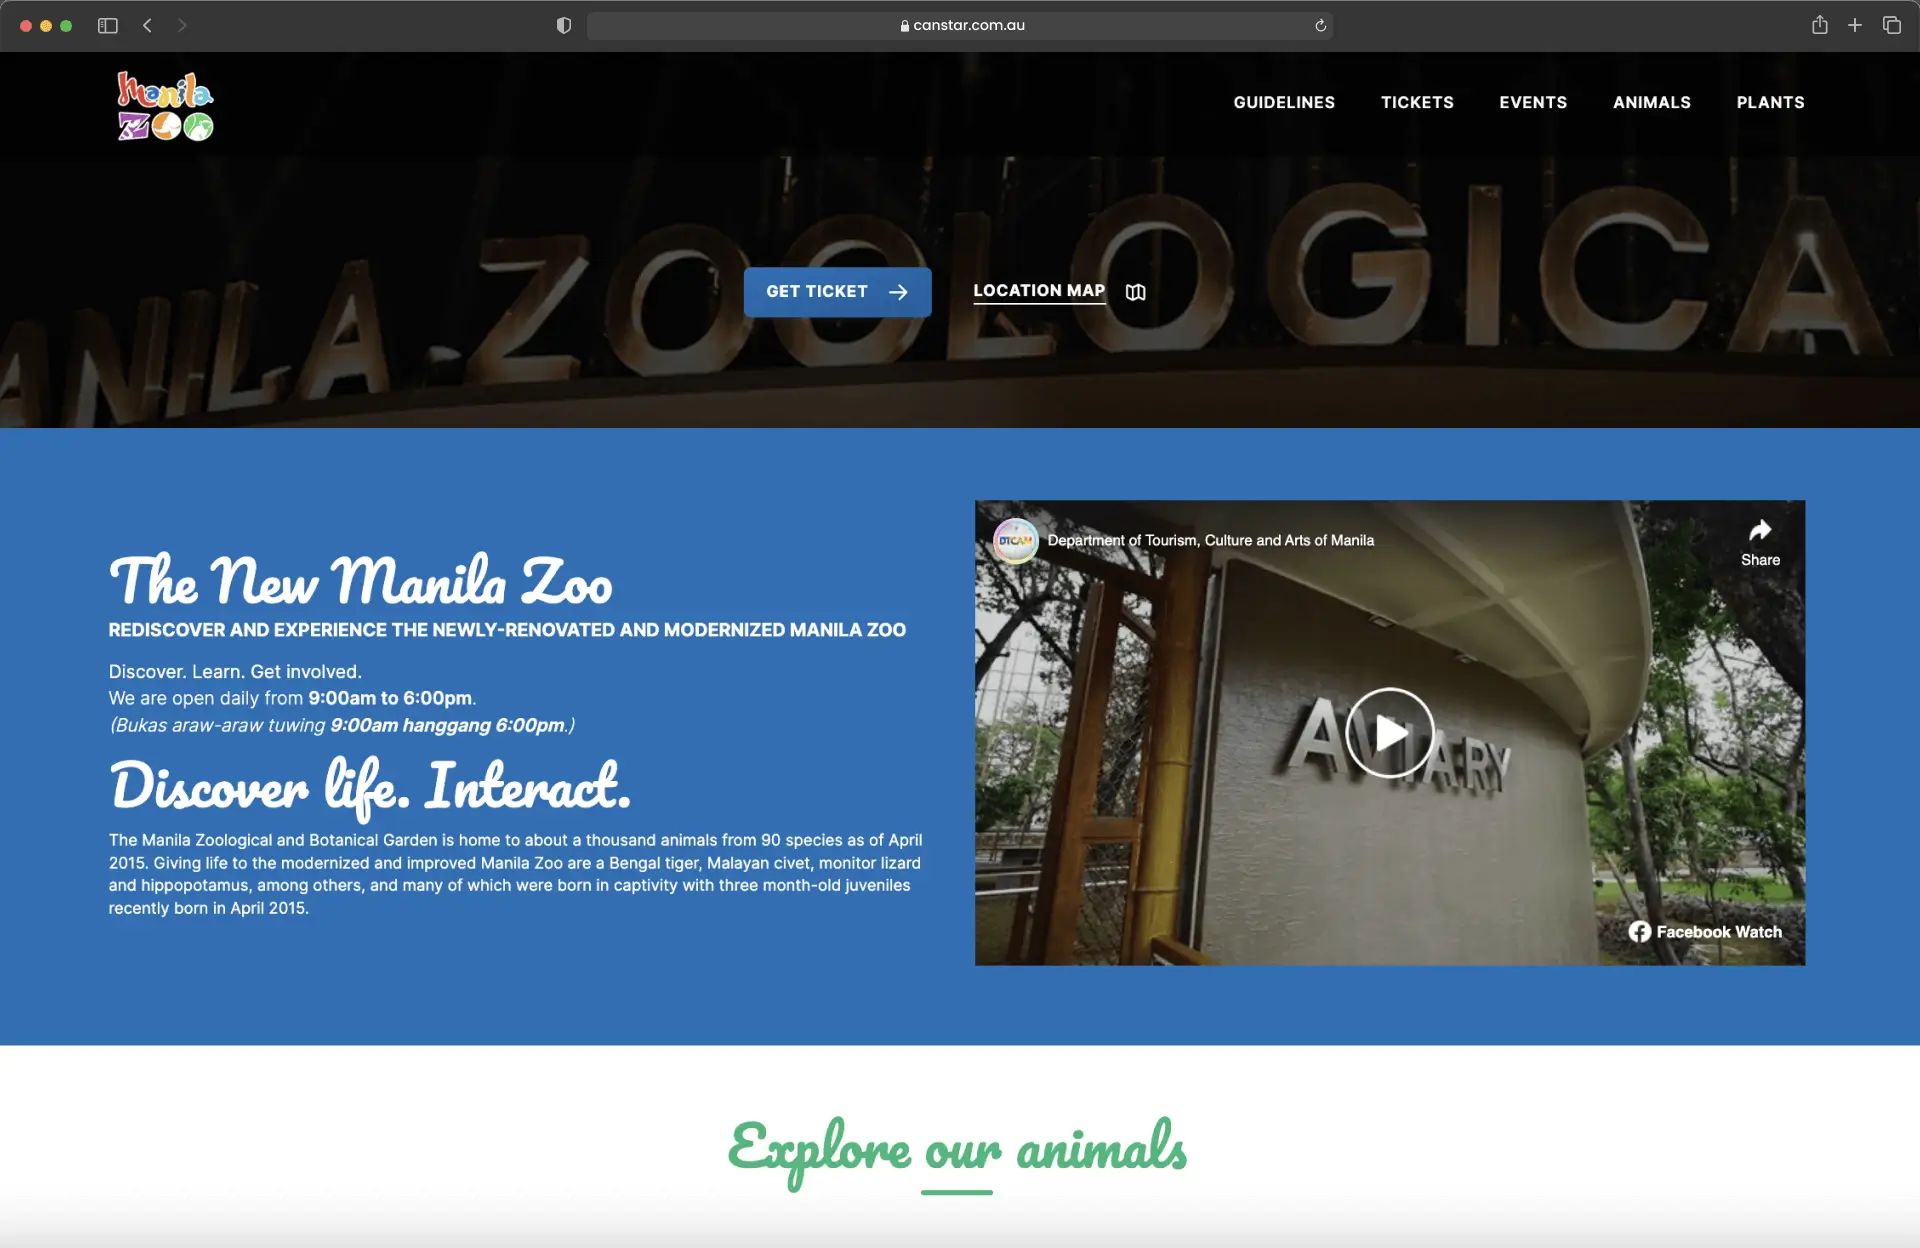 canstar.com.au
Manila
ZOO
GUIDELINES
TICKETS
EVENTS
ANIMALS
PLANTS
ANILA ZOOLOGICA
GET TICKET
LOCATION MAP
The New Manila Zoo
REDISCOVER AND EXPERIENCE THE NEWLY-RENOVATED AND MODERNIZED MANILA ZOO
Discover. Learn. Get involved.
We are open daily from 9:00am to 6:00pm.
(Bukas araw-araw tuwing 9:00am hanggang 6:00pm.)
Discover life. Interact.
The Manila Zoological and Botanical Garden is home to about a thousand animals from 90 species as of April
2015. Giving life to the modernized and improved Manila Zoo are a Bengal tiger, Malayan civet, monitor lizard
and hippopotamus, among others, and many of which were born in captivity with three month-old juveniles
recently born in April 2015.
DTCAM
Department of Tourism, Culture and Arts of Manila
Share
AVIARY
Facebook Watch
Explore our animals